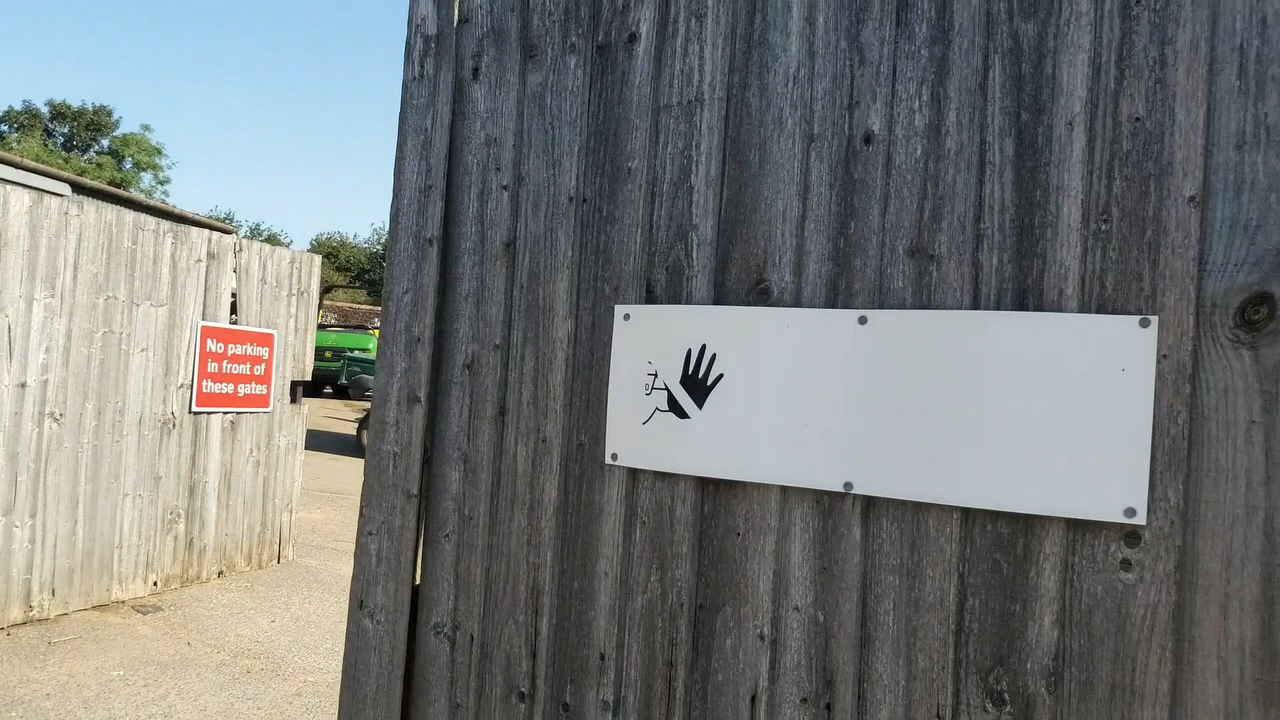 No parking
in front of
these gates